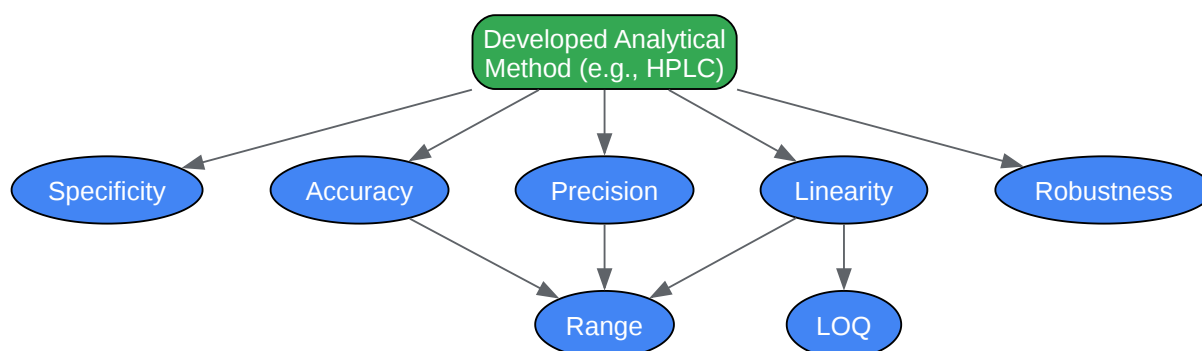 Developed Analytical
Method (e.g., HPLC)
Specificity
Accuracy
Precision
Linearity
Robustness
Range
LOQ